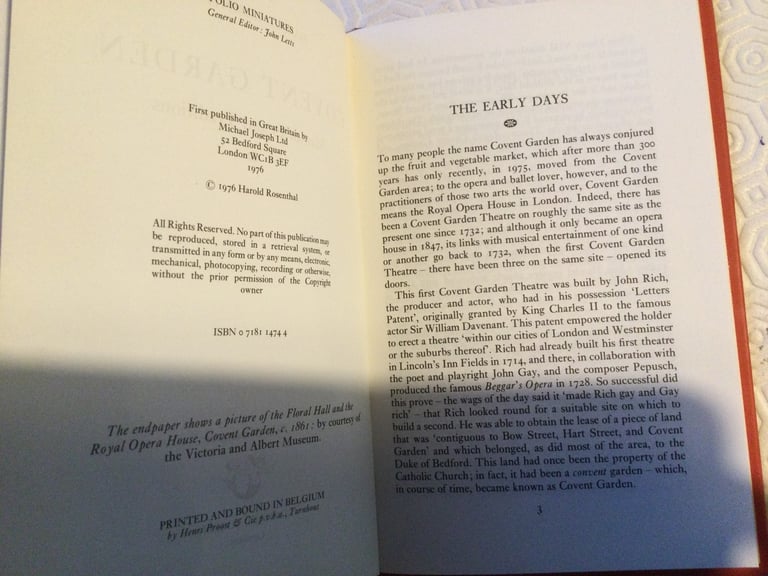 FOLIO MINIATURES
General Editor: John Letts
First published in Great Britain by
Michael Joseph Ltd
52 Bedford Square
London WC1B 3EF
1976
© 1976 Harold Rosenthal
All Rights Reserved. No part of this publication may
be reproduced, stored in a retrieval system, or
transmitted in any form or by any means, electronic,
mechanical, photocopying, recording or otherwise,
without the prior permission of the Copyright
owner
ISBN 0 7181 1474 4
The endpaper shows a picture of the Floral Hall and the
Royal Opera House, Covent Garden, c. 1861: by courtesy of
the Victoria and Albert Museum.
PRINTED AND BOUND IN BELGIUM
by Henri Proost & Cie p.v.b.a., Turnhout
THE EARLY DAYS
To many people the name Covent Garden has always conjured
up the fruit and vegetable market, which after more than 300
years has only recently, in 1975, moved from the Covent
Garden area; to the opera and ballet lover, however, and to the
practitioners of those two arts the world over, Covent Garden
means the Royal Opera House in London. Indeed, there has
been a Covent Garden Theatre on roughly the same site as the
present one since 1732; and although it only became an opera
house in 1847, its links with musical entertainment of one kind
or another go back to 1732, when the first Covent Garden
Theatre – there have been three on the same site – opened its
doors.
This first Covent Garden Theatre was built by John Rich,
the producer and actor, who had in his possession ‘Letters
Patent’, originally granted by King Charles II to the famous
actor Sir William Davenant. This patent empowered the holder
to erect a theatre ‘within our cities of London and Westminster
or the suburbs thereof’. Rich had already built his first theatre
in Lincoln's Inn Fields in 1714, and there, in collaboration with
the poet and playright John Gay, and the composer Pepusch,
produced the famous Beggar's Opera in 1728. So successful did
this prove – the wags of the day said it ‘made Rich gay and Gay
rich’ – that Rich looked round for a suitable site on which to
build a second. He was able to obtain the lease of a piece of land
that was ‘contiguous to Bow Street, Hart Street, and Covent
Garden’ and which belonged, as did most of the area, to the
Duke of Bedford. This land had once been the property of the
Catholic Church; in fact, it had been a convent garden – which,
in course of time, became known as Covent Garden.
3